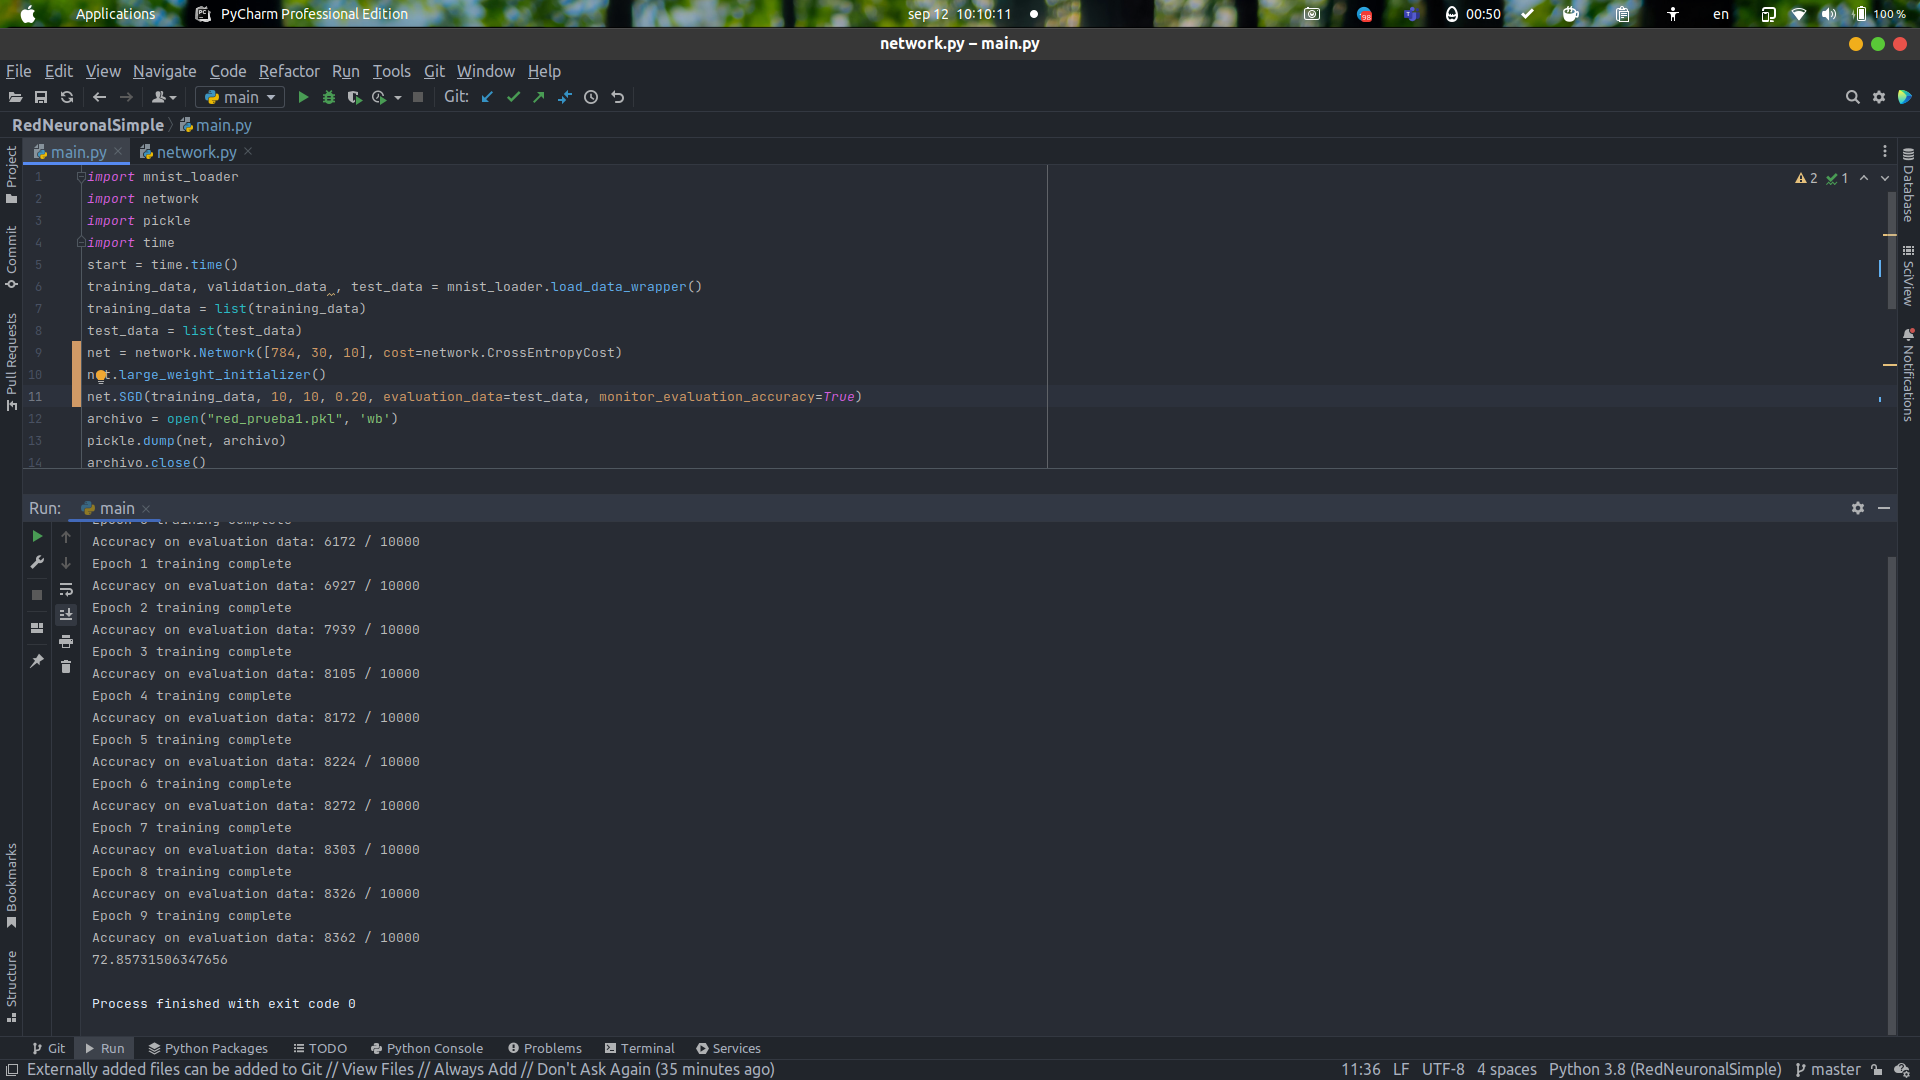 Applications PyCharm Professional Edition sep 12 10:10:11 00:50 en 100 %
network.py – main.py
File Edit View Navigate Code Refactor Run Tools Git Window Help
main Git:
RedNeuronalSimple main.py
main.py network.py
1 import mnist_loader
2 import network
3 import pickle
4 import time
5 start = time.time()
6 training_data, validation_data , test_data = mnist_loader.load_data_wrapper()
7 training_data = list(training_data)
8 test_data = list(test_data)
9 net = network.Network([784, 30, 10], cost=network.CrossEntropyCost)
10 net.large_weight_initializer()
11 net.SGD(training_data, 10, 10, 0.20, evaluation_data=test_data, monitor_evaluation_accuracy=True)
12 archivo = open("red_prueba1.pkl", 'wb')
13 pickle.dump(net, archivo)
14 archivo.close()
2 1
Project
Commit
Pull Requests
Bookmarks
Structure
Database
SciView
Notifications
Run: main
Accuracy on evaluation data: 6172 / 10000
Epoch 1 training complete
Accuracy on evaluation data: 6927 / 10000
Epoch 2 training complete
Accuracy on evaluation data: 7939 / 10000
Epoch 3 training complete
Accuracy on evaluation data: 8105 / 10000
Epoch 4 training complete
Accuracy on evaluation data: 8172 / 10000
Epoch 5 training complete
Accuracy on evaluation data: 8224 / 10000
Epoch 6 training complete
Accuracy on evaluation data: 8272 / 10000
Epoch 7 training complete
Accuracy on evaluation data: 8303 / 10000
Epoch 8 training complete
Accuracy on evaluation data: 8326 / 10000
Epoch 9 training complete
Accuracy on evaluation data: 8362 / 10000
72.85731506347656
Process finished with exit code 0
Git Run Python Packages TODO Python Console Problems Terminal Services
Externally added files can be added to Git // View Files // Always Add // Don't Ask Again (35 minutes ago) 11:36 LF UTF-8 4 spaces Python 3.8 (RedNeuronalSimple) master